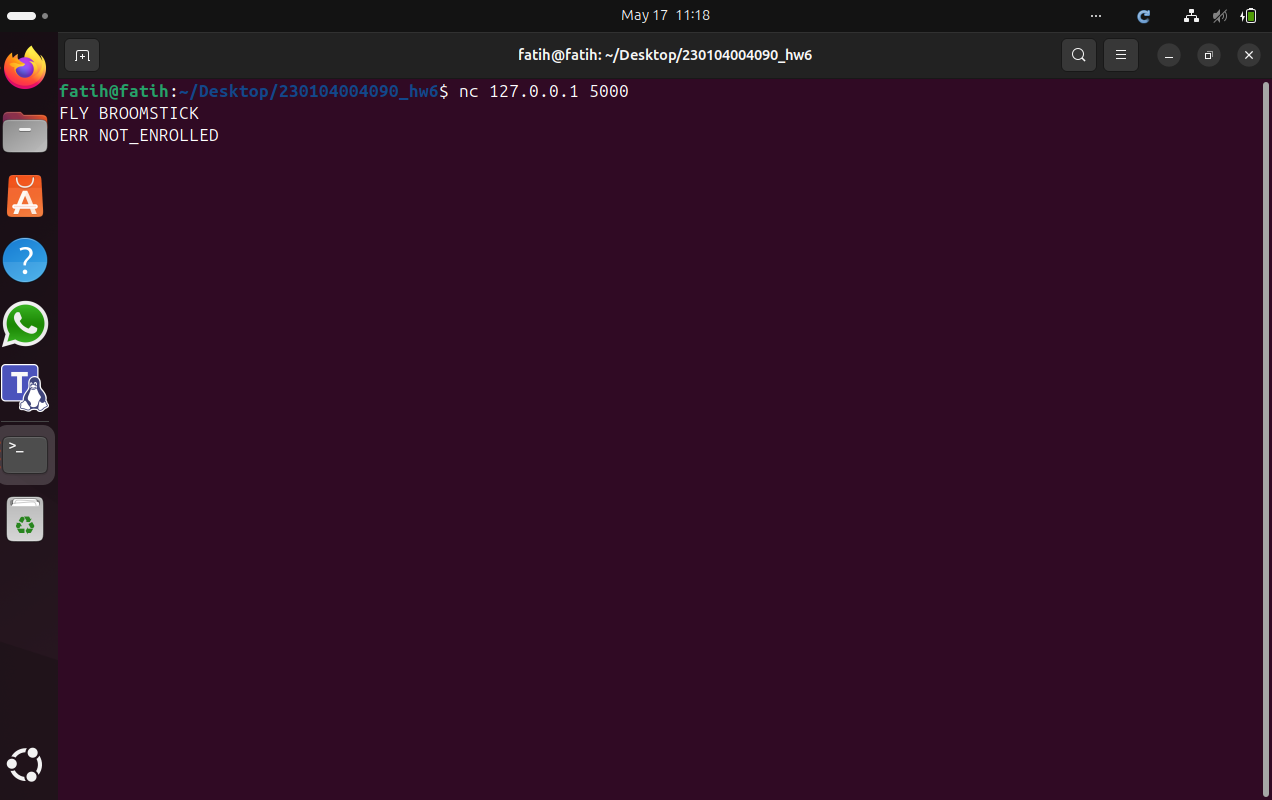 May 17 11:18
fatih@fatih: ~/Desktop/230104004090_hw6
fatih@fatih:~/Desktop/230104004090_hw6$ nc 127.0.0.1 5000
FLY BROOMSTICK
ERR NOT_ENROLLED